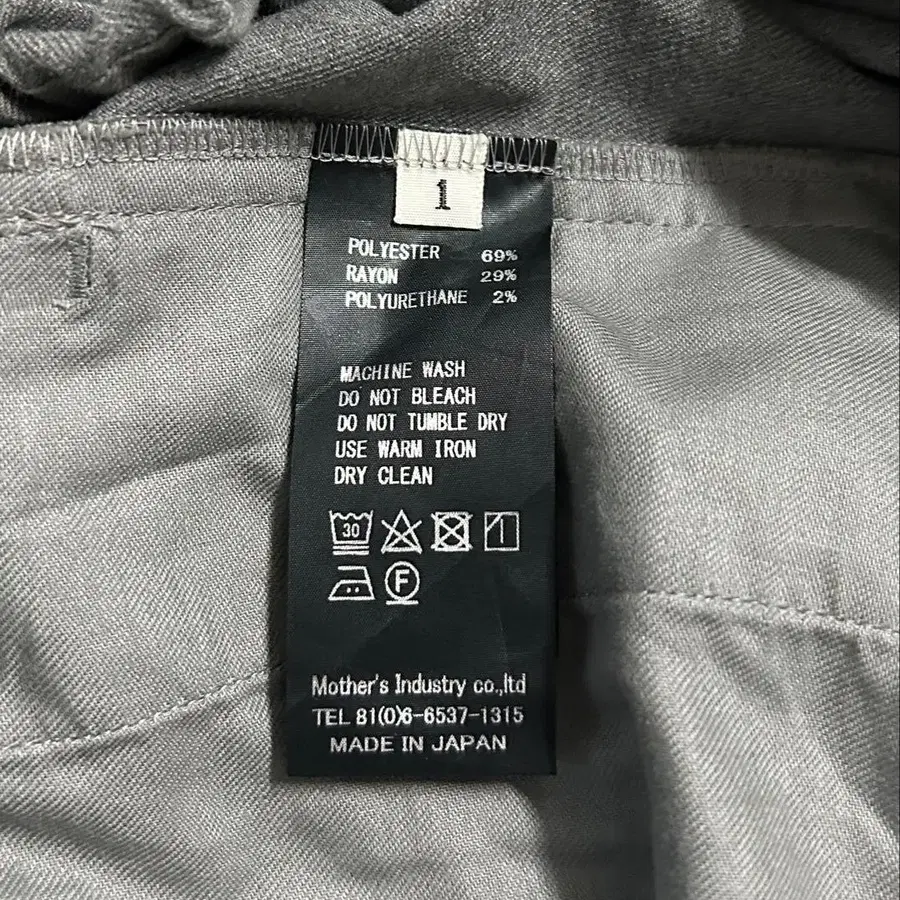 1
POLYESTER 69%
RAYON 29%
POLYURETHANE 2%
MACHINE WASH
DO NOT BLEACH
DO NOT TUMBLE DRY
USE WARM IRON
DRY CLEAN
30
F
Mother's Industry co.,ltd
TEL 81(0)6-6537-1315
MADE IN JAPAN